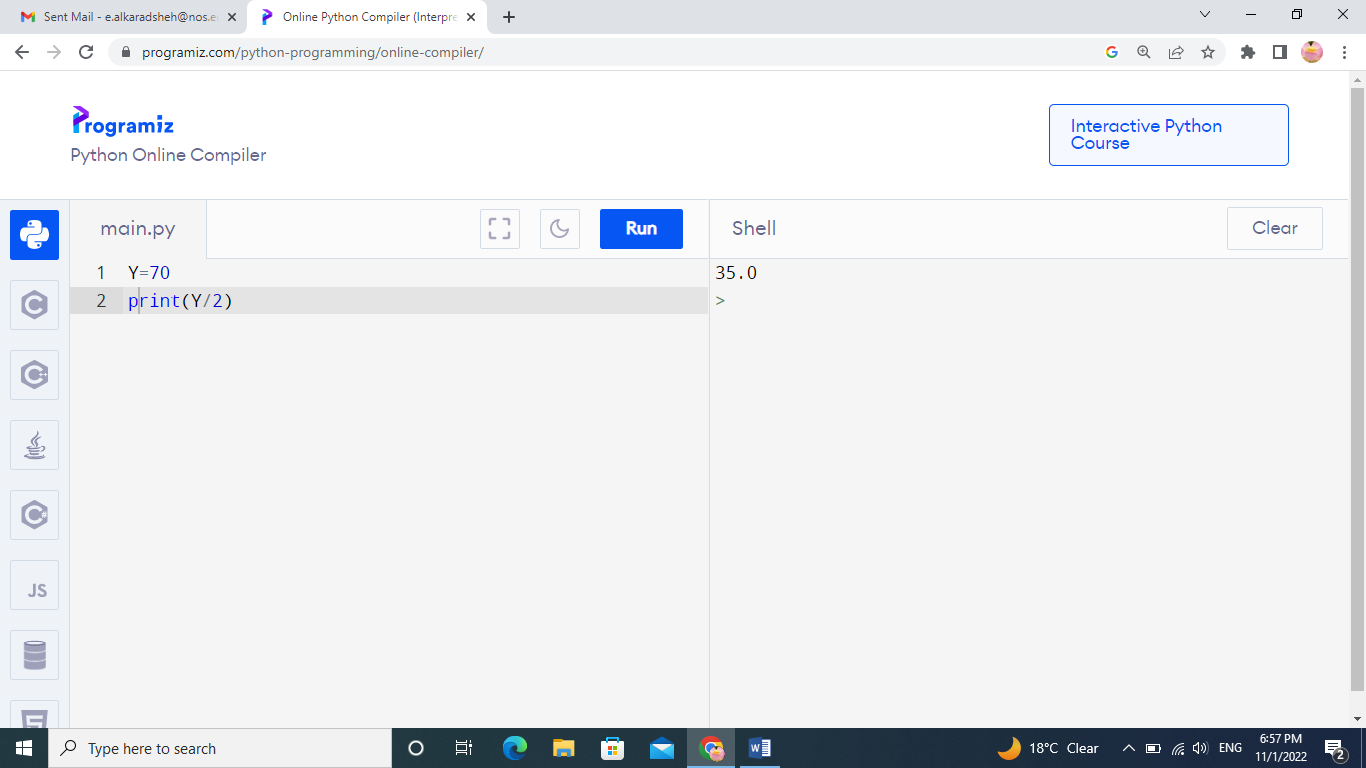 Sent Mail - e.alkaradsheh@nos.e
Online Python Compiler (Interpre
programiz.com/python-programming/online-compiler/
Programiz
Python Online Compiler
Interactive Python
Course
main.py
Run
Shell
Clear
1 Y=70
2 print(Y/2)
35.0
>
C
C++
C#
JS
5
Type here to search
18°C Clear
ENG
6:57 PM
11/1/2022
2